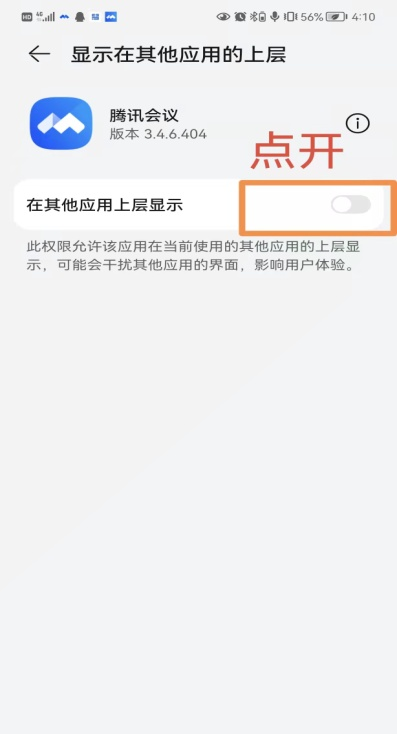 HD 4G 56% 4:10
显示在其他应用的上层
腾讯会议
版本 3.4.6.404
点开
在其他应用上层显示
此权限允许该应用在当前使用的其他应用的上层显
示，可能会干扰其他应用的界面，影响用户体验。